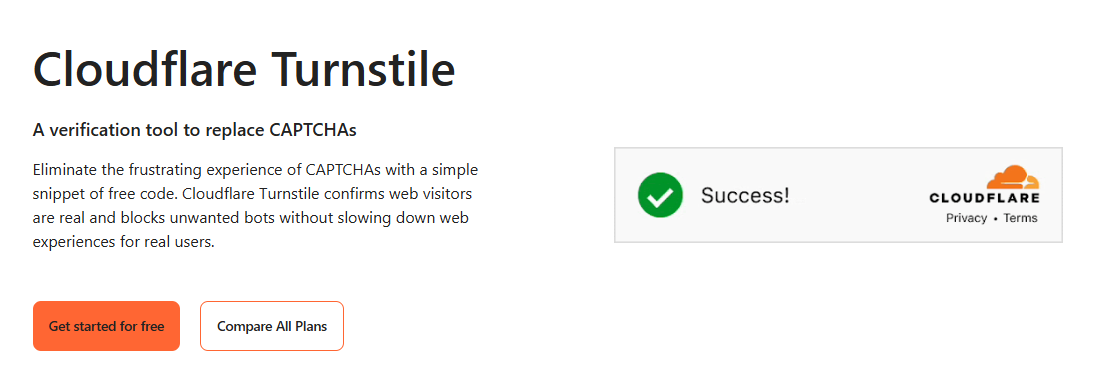 Cloudflare Turnstile
A verification tool to replace CAPTCHAs
Eliminate the frustrating experience of CAPTCHAs with a simple
snippet of free code. Cloudflare Turnstile confirms web visitors
are real and blocks unwanted bots without slowing down web
experiences for real users.
Get started for free
Compare All Plans
Success!
CLOUDFLARE
Privacy • Terms